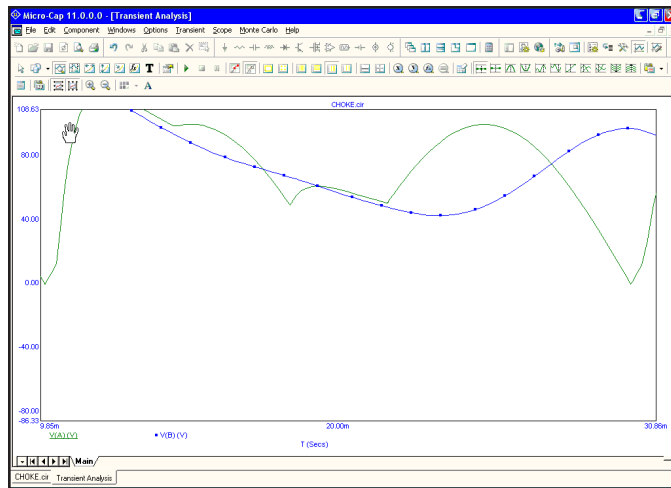 Micro-Cap 11.0.0.0 - [Transient Analysis]
File Edit Component Windows Options Transient Scope Monte Carlo Help
CHOKE.cir
108.63
80.00
40.00
0.00
-40.00
-80.00
-86.33
9.85m 20.00m 30.86m
V(A) (V) V(B) (V)
T (Secs)
Main
CHOKE.cir Transient Analysis